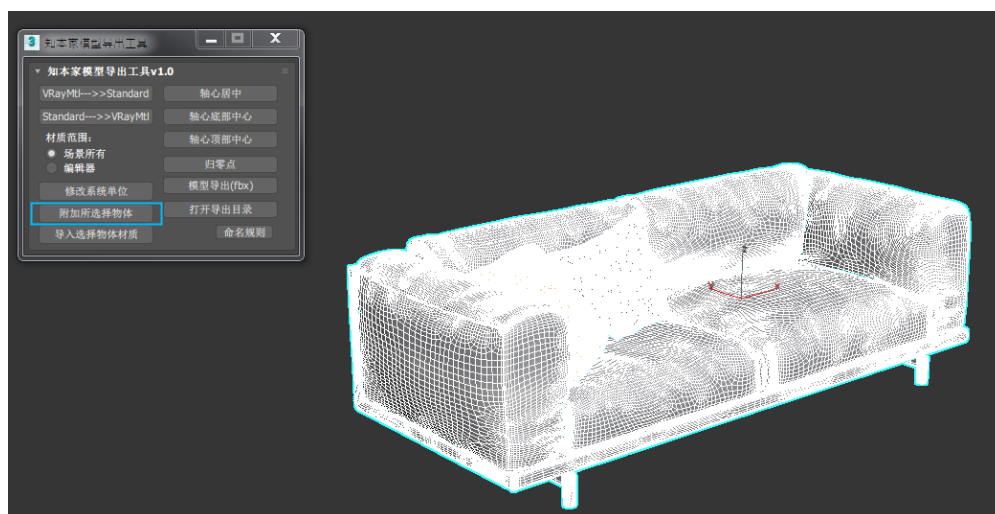 知本家模型导出工具
知本家模型导出工具v1.0
VRayMtl--->>Standard
轴心居中
Standard--->>VRayMtl
轴心底部中心
材质范围:
轴心顶部中心
场景所有
归零点
编辑器
修改系统单位
模型导出(fbx)
附加所选择物体
打开导出目录
导入选择物体材质
命名规则
z
y
x